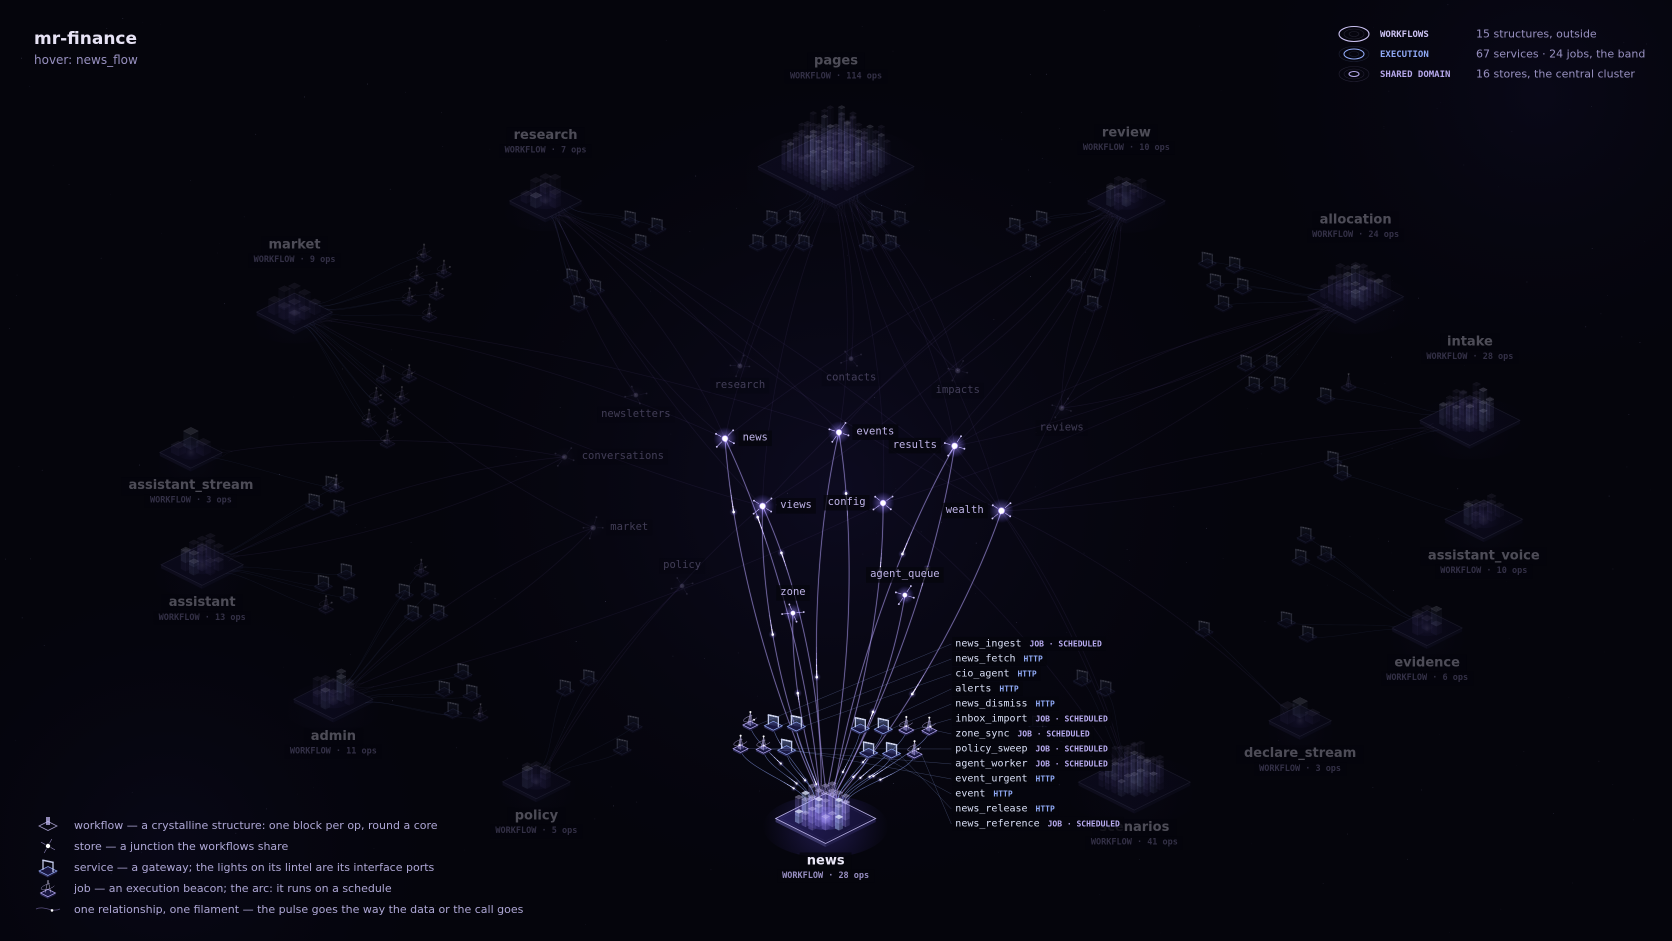 mr-finance
hover: news_flow
WORKFLOWS 15 structures, outside
EXECUTION 67 services · 24 jobs, the band
SHARED DOMAIN 16 stores, the central cluster
pages
WORKFLOW · 114 ops
research
WORKFLOW · 7 ops
review
WORKFLOW · 10 ops
allocation
WORKFLOW · 24 ops
market
WORKFLOW · 9 ops
intake
WORKFLOW · 28 ops
research
contacts
impacts
newsletters
reviews
news
events
results
conversations
assistant_stream
WORKFLOW · 3 ops
views
config
wealth
market
assistant_voice
WORKFLOW · 10 ops
policy
agent_queue
zone
assistant
WORKFLOW · 13 ops
news_ingest JOB · SCHEDULED
news_fetch HTTP
cio_agent HTTP
alerts HTTP
news_dismiss HTTP
inbox_import JOB · SCHEDULED
zone_sync JOB · SCHEDULED
policy_sweep JOB · SCHEDULED
agent_worker JOB · SCHEDULED
event_urgent HTTP
event HTTP
news_release HTTP
news_reference JOB · SCHEDULED
evidence
WORKFLOW · 6 ops
admin
WORKFLOW · 11 ops
declare_stream
WORKFLOW · 3 ops
policy
WORKFLOW · 5 ops
narios
WORKFLOW · 41 ops
news
WORKFLOW · 28 ops
workflow — a crystalline structure: one block per op, round a core
store — a junction the workflows share
service — a gateway; the lights on its lintel are its interface ports
job — an execution beacon; the arc: it runs on a schedule
one relationship, one filament — the pulse goes the way the data or the call goes